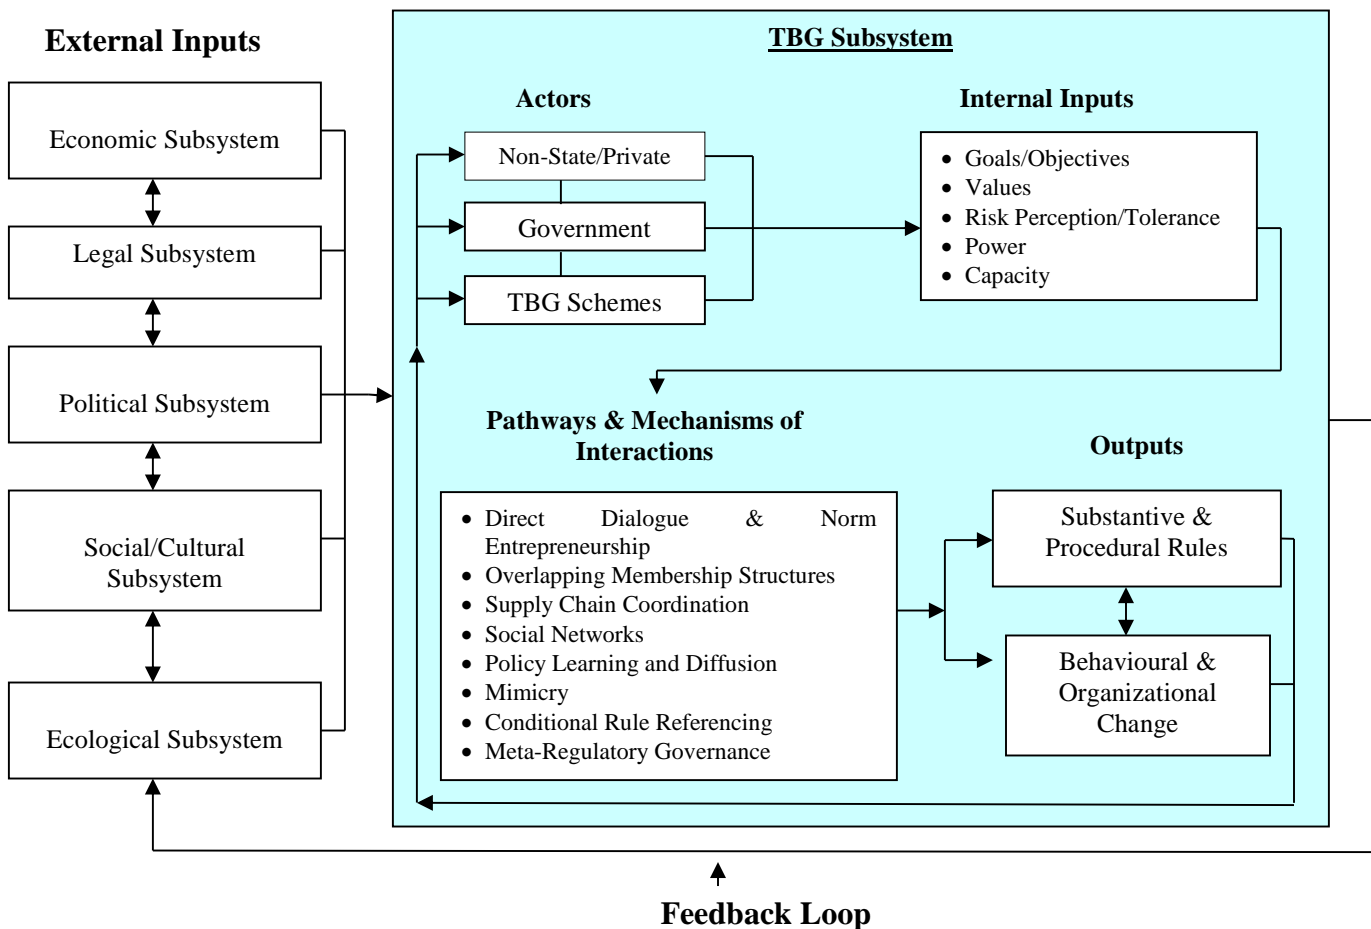 External Inputs
Economic Subsystem
Legal Subsystem
Political Subsystem
Social/Cultural
Subsystem
Ecological Subsystem
TBG Subsystem
Actors
Non-State/Private
Government
TBG Schemes
Internal Inputs
• Goals/Objectives
• Values
• Risk Perception/Tolerance
• Power
• Capacity
Pathways & Mechanisms of
Interactions
• Direct Dialogue & Norm
Entrepreneurship
• Overlapping Membership Structures
• Supply Chain Coordination
• Social Networks
• Policy Learning and Diffusion
• Mimicry
• Conditional Rule Referencing
• Meta-Regulatory Governance
Outputs
Substantive &
Procedural Rules
Behavioural &
Organizational
Change
Feedback Loop